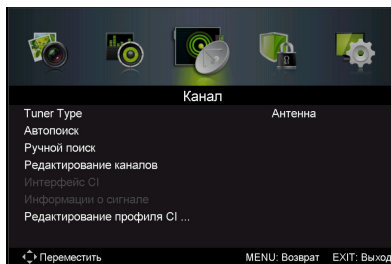 Канал
Tuner Type Антенна
Автопоиск
Ручной поиск
Редактирование каналов
Интерфейс CI
Информации о сигнале
Редактирование профиля CI ...
Переместить MENU: Возврат EXIT: Выход